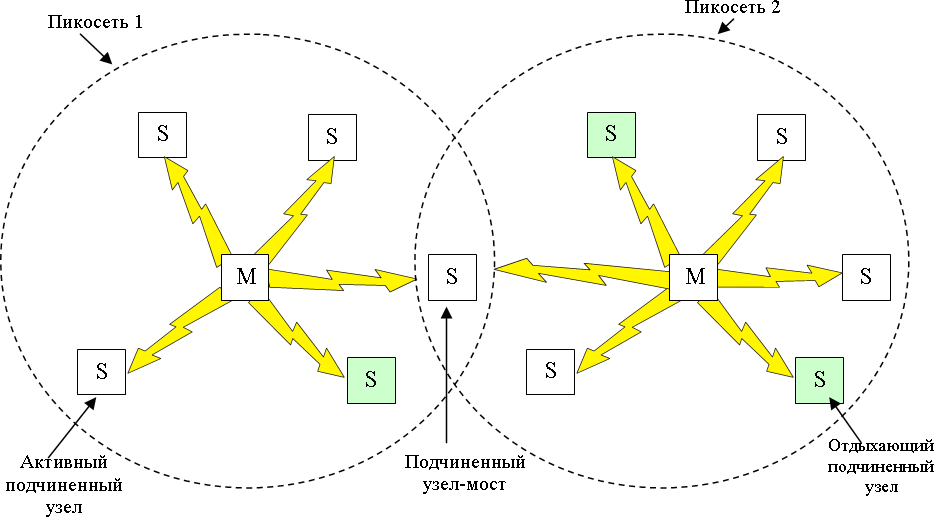 Пикосеть 1
Пикосеть 2
S
S
S
S
M
S
M
S
S
S
S
S
Активный
подчиненный
узел
Подчиненный
узел-мост
Отдыхающий
подчиненный
узел